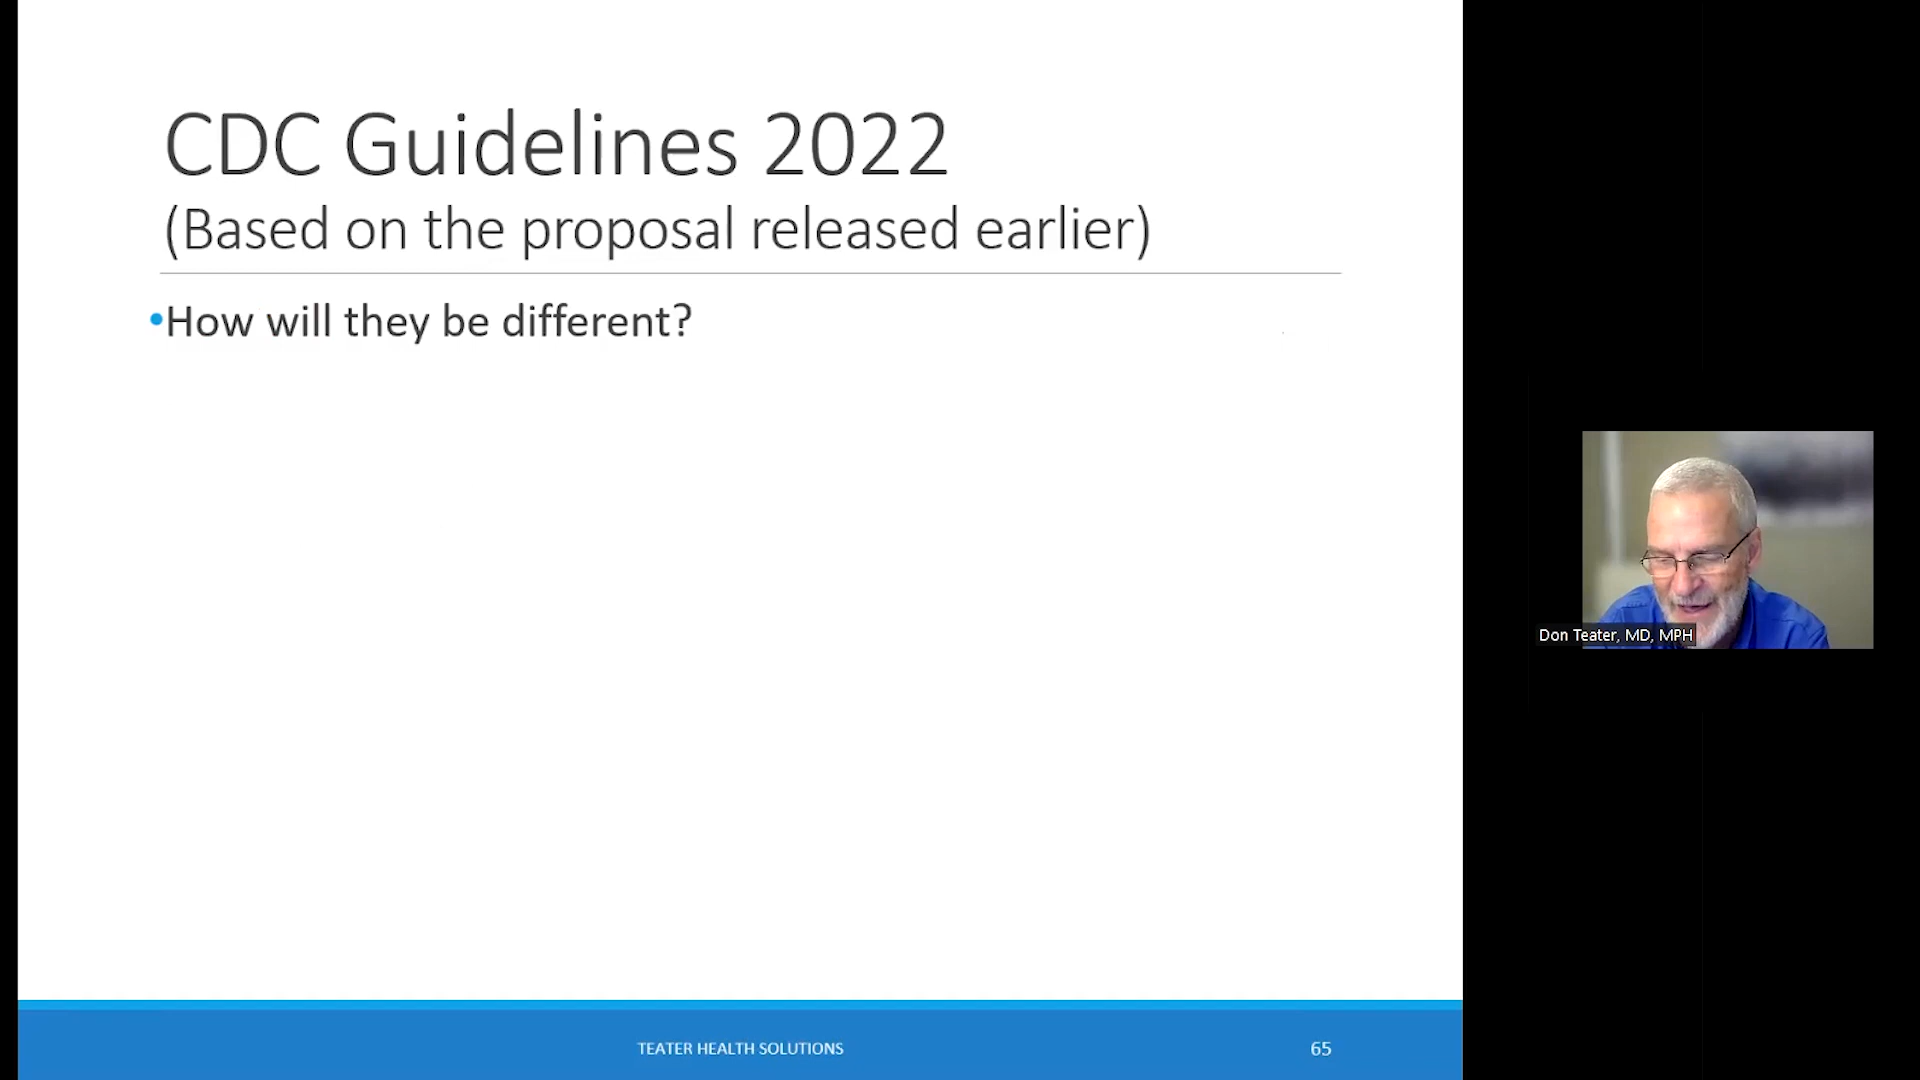 CDC Guidelines 2022
(Based on the proposal released earlier)
•How will they be different?
Don Teater, MD, MPH
TEATER HEALTH SOLUTIONS
65